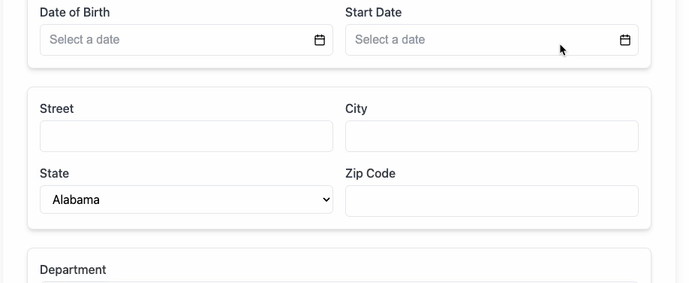 Date of Birth Start Date
Select a date Select a date
Street City
State Zip Code
Alabama
Department